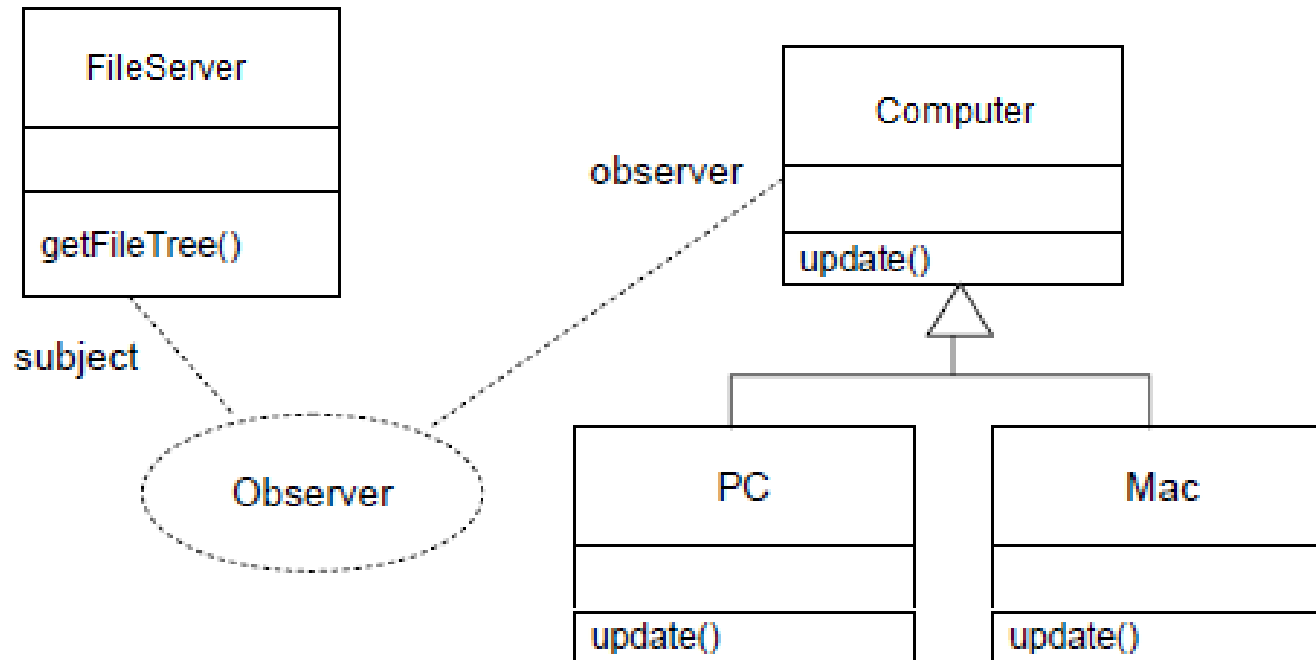 FileServer
getFileTree()
subject
Observer
observer
Computer
update()
PC
update()
Mac
update()